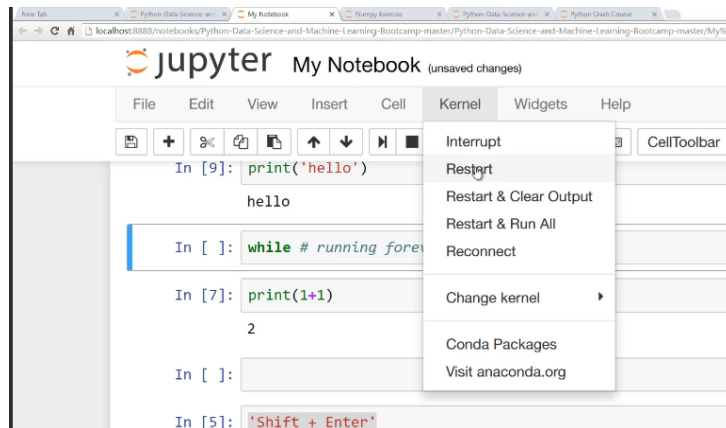 New Tab Python-Data-Science-and- My Notebook Numpy Exercise Python-Data-Science-and- Python Crash Course
localhost:8888/notebooks/Python-Data-Science-and-Machine-Learning-Bootcamp-master/Python-Data-Science-and-Machine-Learning-Bootcamp-master/My%
jupyter My Notebook (unsaved changes)
File Edit View Insert Cell Kernel Widgets Help
CellToolbar
Interrupt
Restart
Restart & Clear Output
Restart & Run All
Reconnect
Change kernel
Conda Packages
Visit anaconda.org
In [9]: print('hello')
hello
In [ ]: while # running forev
In [7]: print(1+1)
2
In [ ]:
In [5]: 'Shift + Enter'